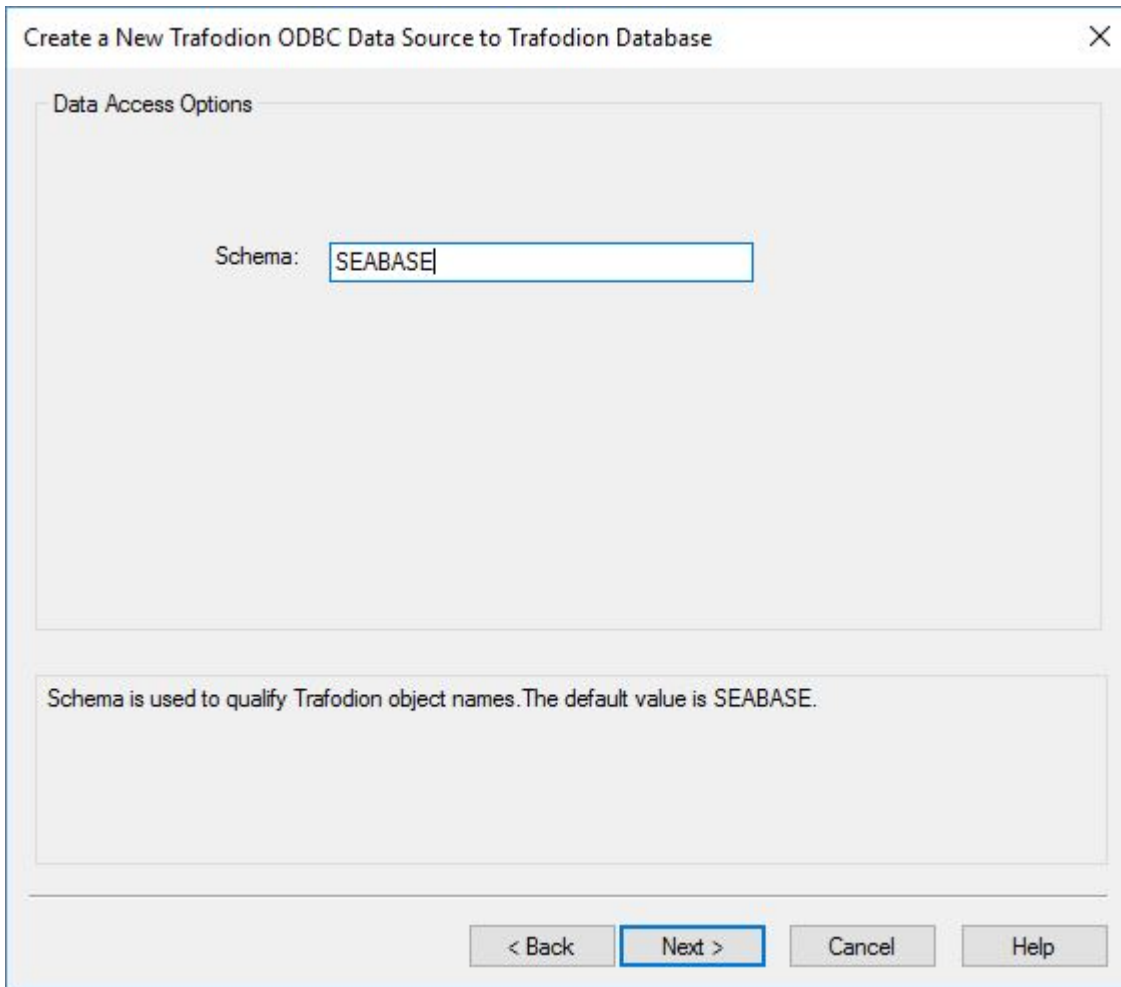 Create a New Trafodion ODBC Data Source to Trafodion Database
Data Access Options
Schema: SEABASE
Schema is used to qualify Trafodion object names.The default value is SEABASE.
< Back Next > Cancel Help